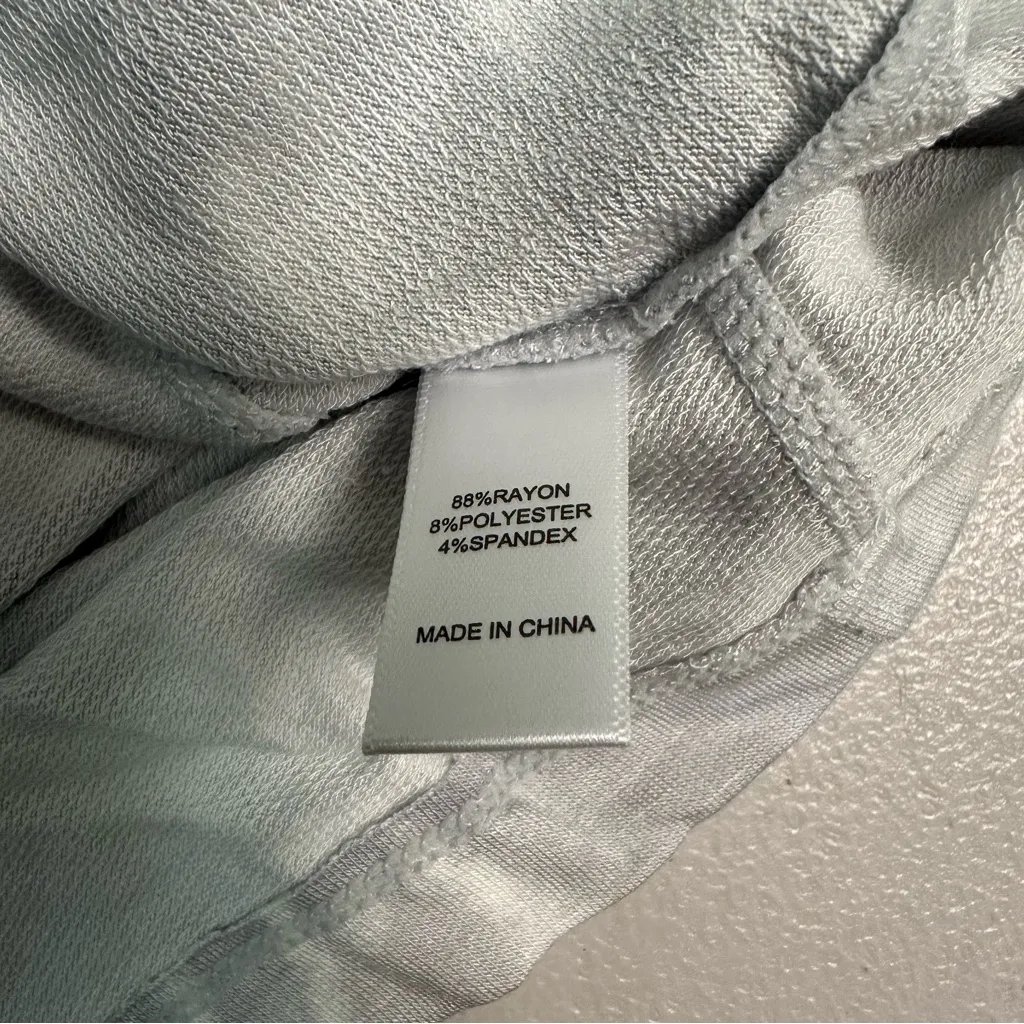 88%RAYON
8%POLYESTER
4%SPANDEX
MADE IN CHINA